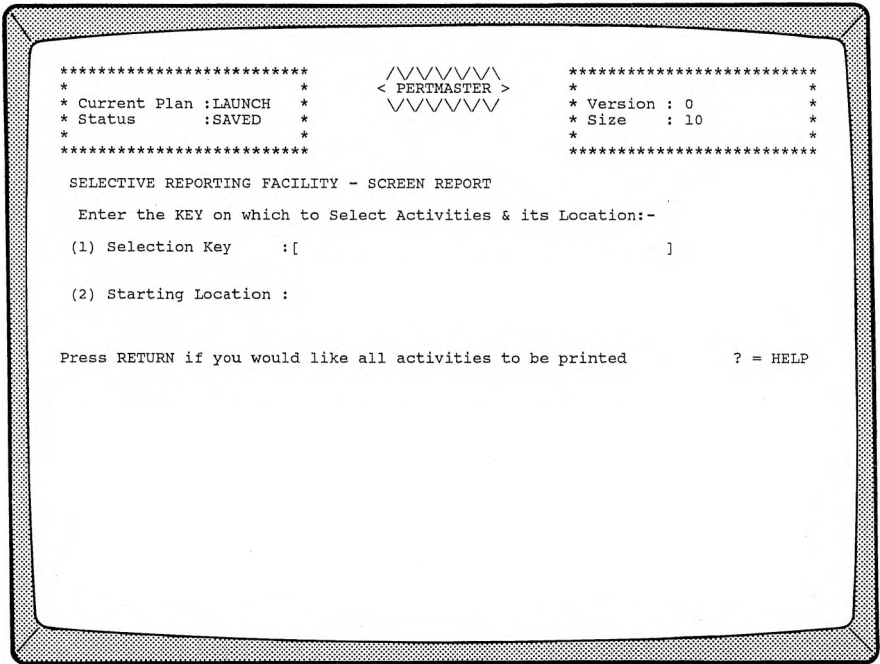 **************************    /\/\/\/\/\/\    **************************
*                         *   < PERTMASTER >   *                         *
* Current Plan :LAUNCH   *    \/\/\/\/\/\/    * Version : 0             *
* Status       :SAVED    *                    * Size    : 10            *
*                         *                    *                         *
**************************                    **************************
SELECTIVE REPORTING FACILITY - SCREEN REPORT
Enter the KEY on which to Select Activities & its Location:-
(1) Selection Key     :[                                       ]
(2) Starting Location :
Press RETURN if you would like all activities to be printed           ? = HELP